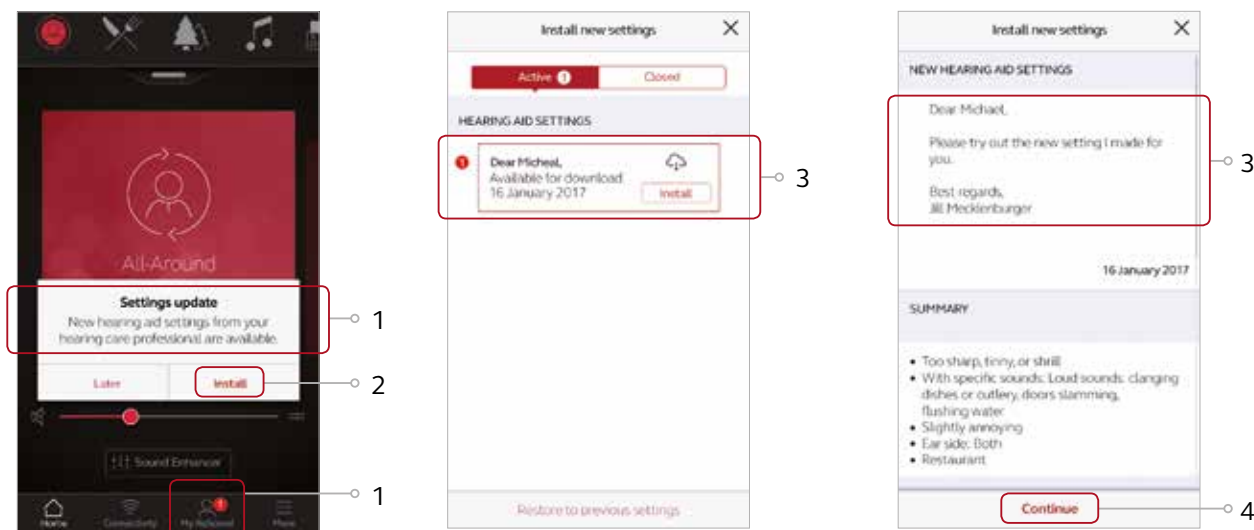 All-Around
Settings update
New hearing aid settings from your
hearing care professional are available.
Later
Install
Sound Enhancer
Home
Connectivity
My ReSound
More
1
2
1
Install new settings
Active 1
Closed
HEARING AID SETTINGS
1
Dear Micheal,
Available for download
16 January 2017
Install
Restore to previous settings
3
Install new settings
NEW HEARING AID SETTINGS
Dear Michael,
Please try out the new setting I made for
you.
Best regards,
Jill Mecklenburger
16 January 2017
SUMMARY
• Too sharp, tinny, or shrill
• With specific sounds: Loud sounds: clanging
dishes or cutlery, doors slamming,
flushing water
• Slightly annoying
• Ear side: Both
• Restaurant
Continue
3
4